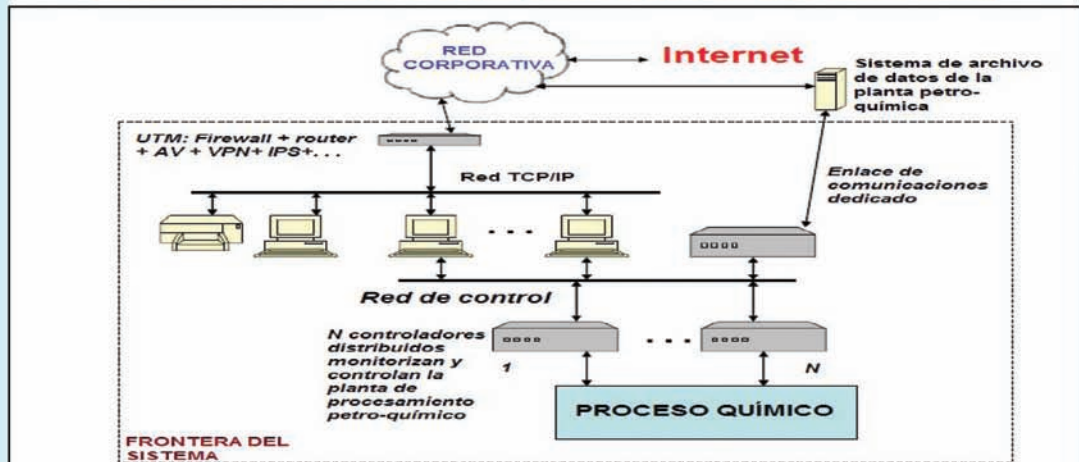 RED
CORPORATIVA
Internet
Sistema de archivo
de datos de la
planta petro-
química
UTM: Firewall + router
+ AV + VPN+ IPS+. . .
Red TCP/IP
Enlace de
comunicaciones
dedicado
. . .
Red de control
N controladores
distribuidos
monitorizan y
controlan la
planta de
procesamiento
petro-químico
1
. . .
N
PROCESO QUÍMICO
FRONTERA DEL
SISTEMA